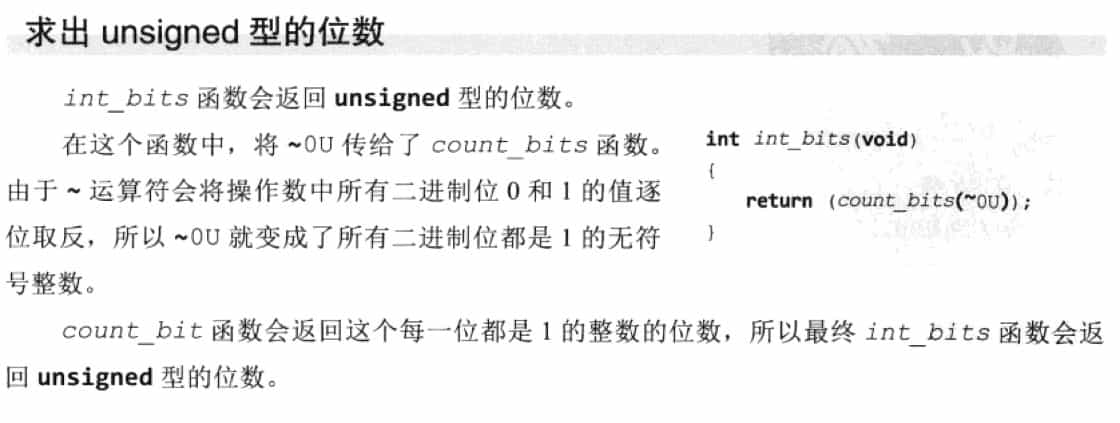 求出 unsigned 型的位数
int_bits 函数会返回 unsigned 型的位数。
在这个函数中，将 ~0U 传给了 count_bits 函数。
由于 ~ 运算符会将操作数中所有二进制位 0 和 1 的值逐
位取反，所以 ~0U 就变成了所有二进制位都是 1 的无符
号整数。
int int_bits(void)
{
return (count_bits(~0U));
}
count_bit 函数会返回这个每一位都是 1 的整数的位数，所以最终 int_bits 函数会返
回 unsigned 型的位数。